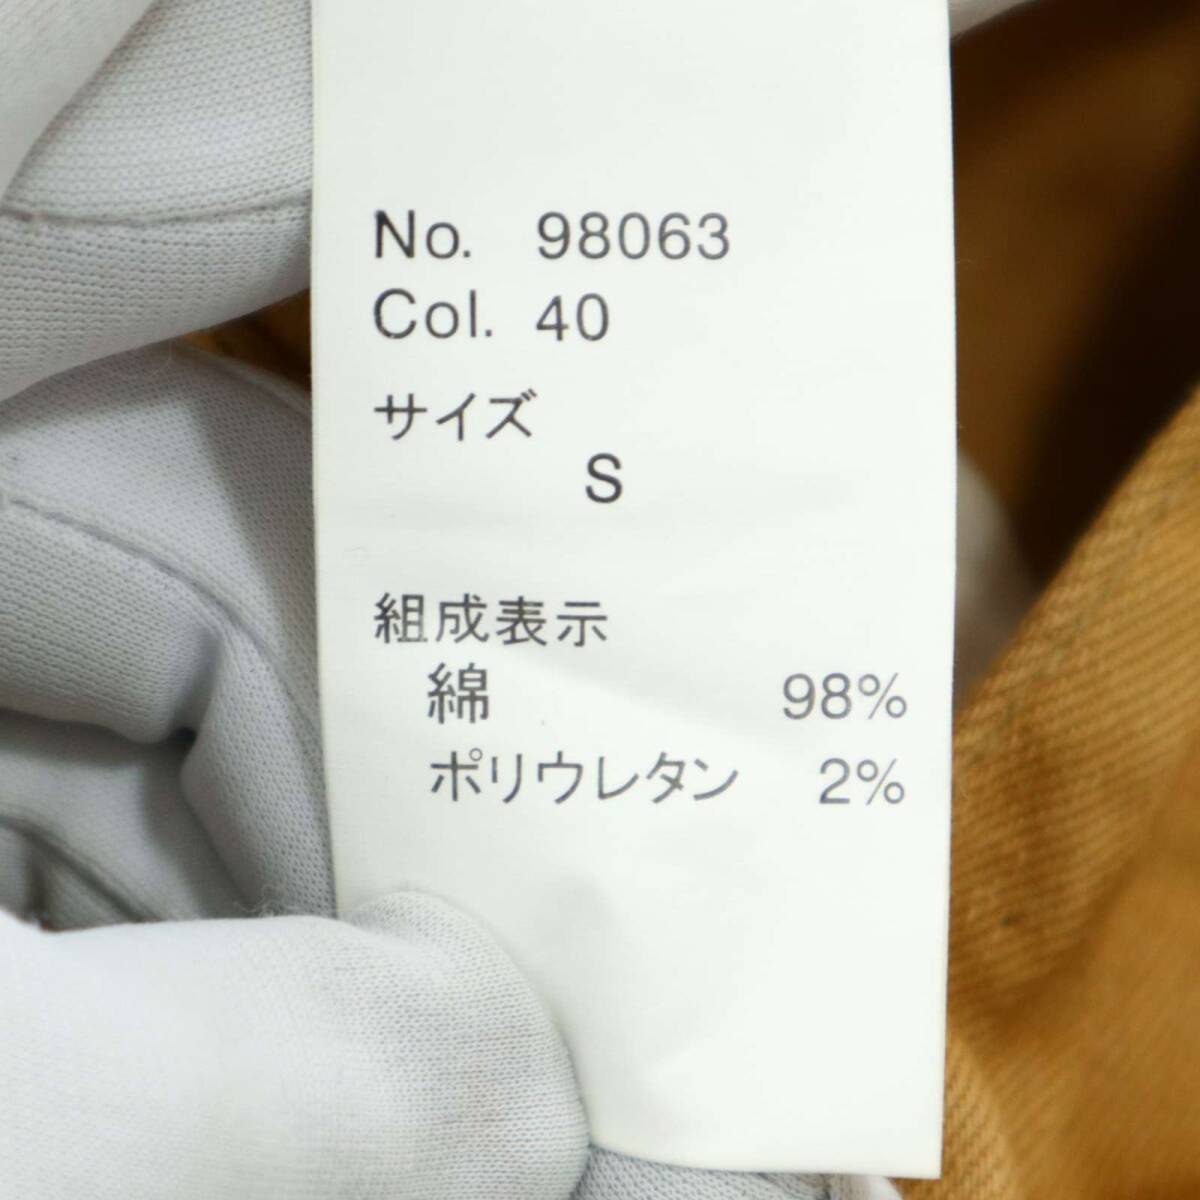 No. 98063
Col. 40
サイズ
S
組成表示
綿 98%
ポリウレタン 2%